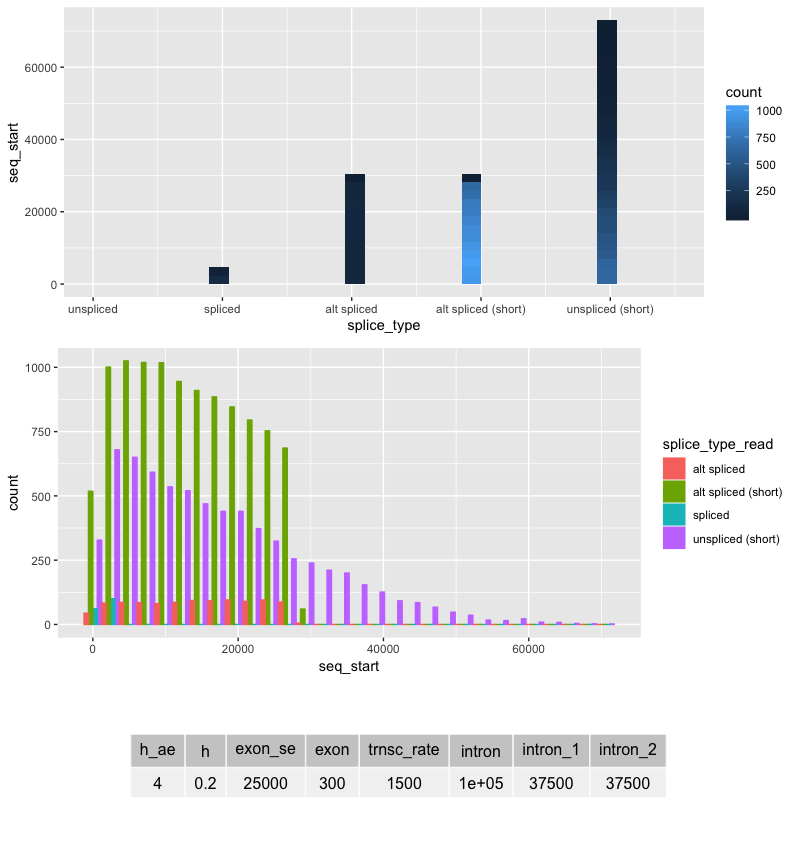 seq_start
60000
40000
20000
0
unspliced spliced alt spliced alt spliced (short) unspliced (short)
splice_type
count
1000
750
500
250
count
1000
750
500
250
0
0 20000 40000 60000
seq_start
splice_type_read
alt spliced
alt spliced (short)
spliced
unspliced (short)
h_ae h exon_se exon trnsc_rate intron intron_1 intron_2
4 0.2 25000 300 1500 1e+05 37500 37500